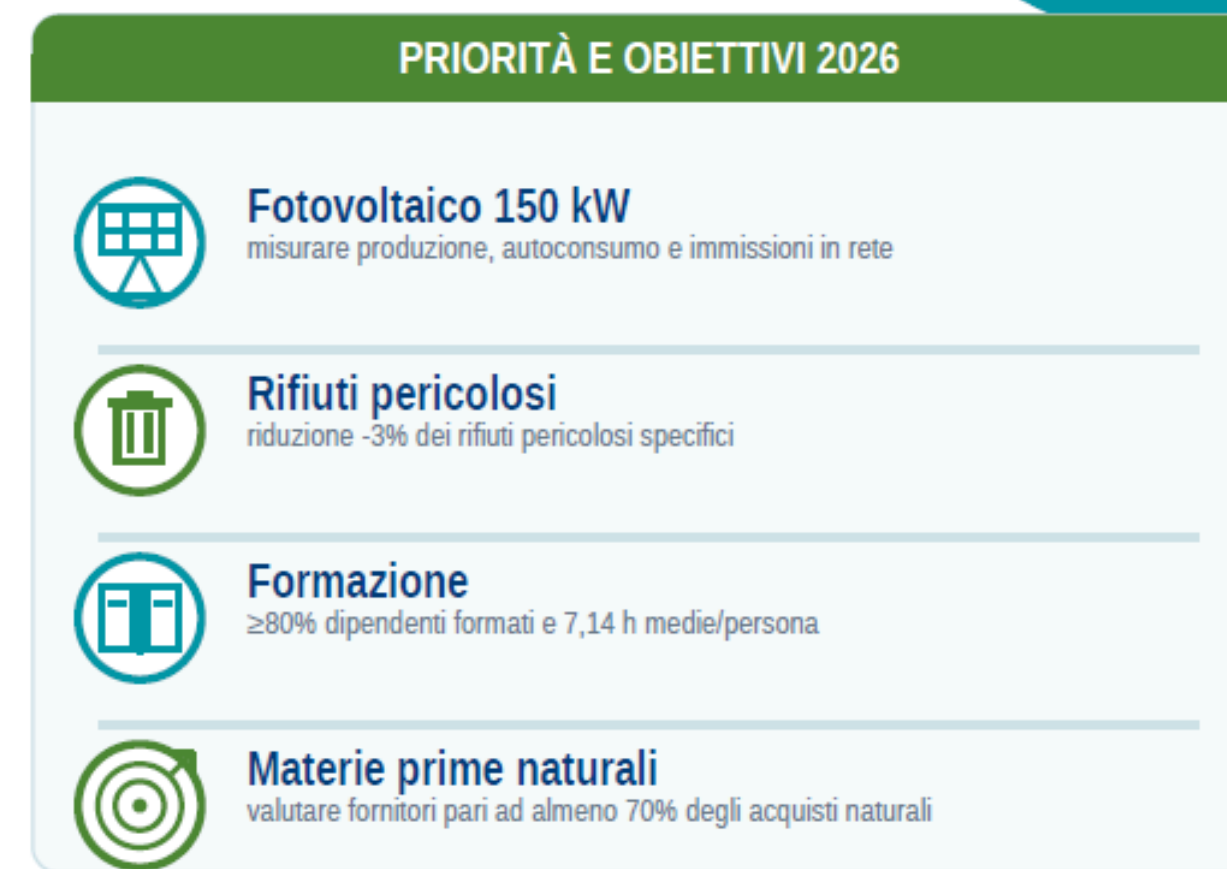 PRIORITÀ E OBIETTIVI 2026
Fotovoltaico 150 kW
misurare produzione, autoconsumo e immissioni in rete
Rifiuti pericolosi
riduzione -3% dei rifiuti pericolosi specifici
Formazione
≥80% dipendenti formati e 7,14 h medie/persona
Materie prime naturali
valutare fornitori pari ad almeno 70% degli acquisti naturali